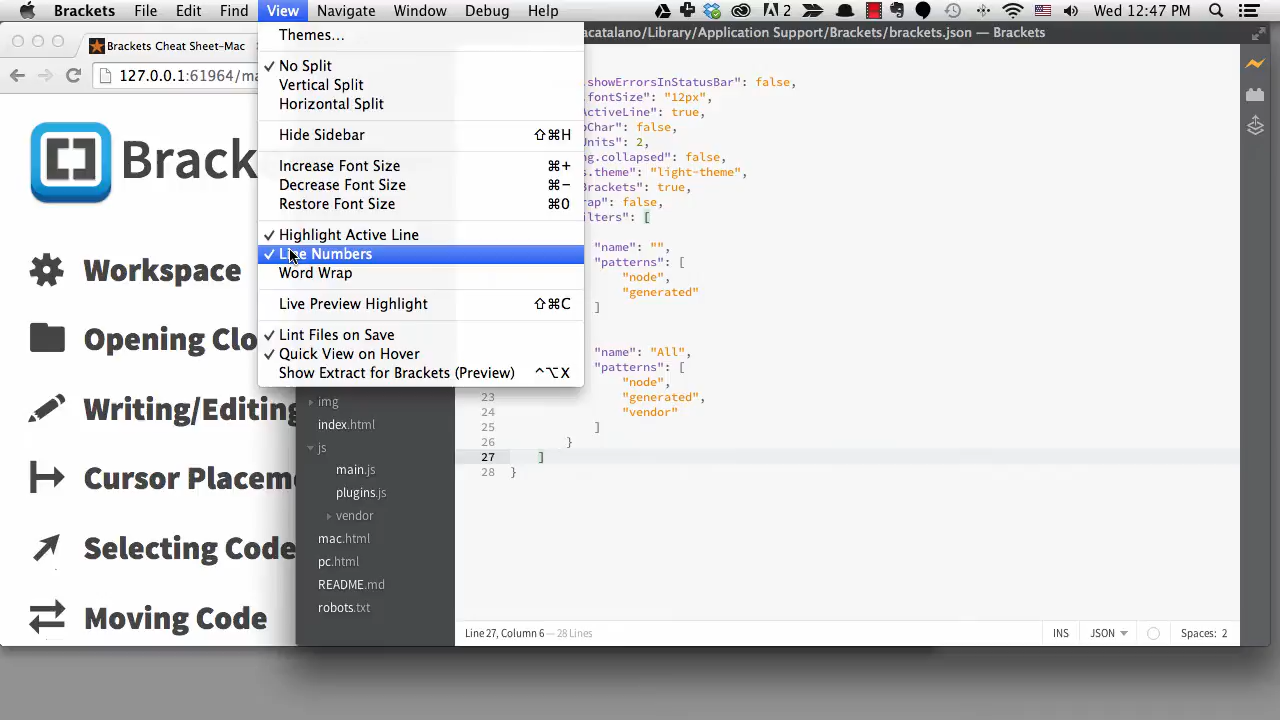 Brackets File Edit Find View Navigate Window Debug Help 2 Wed 12:47 PM
Brackets Cheat Sheet-Mac
127.0.0.1:61964/ma
Brack
Workspace
Opening Clo
Writing/Editing
Cursor Placeme
Selecting Code
Moving Code
Themes...
No Split
Vertical Split
Horizontal Split
Hide Sidebar ⇧⌘H
Increase Font Size ⌘+
Decrease Font Size ⌘−
Restore Font Size ⌘0
Highlight Active Line
Line Numbers
Word Wrap
Live Preview Highlight ⇧⌘C
Lint Files on Save
Quick View on Hover
Show Extract for Brackets (Preview) ^⌥X
img
index.html
js
main.js
plugins.js
vendor
mac.html
pc.html
README.md
robots.txt
acatalano/Library/Application Support/Brackets/brackets.json — Brackets
.showErrorsInStatusBar": false,
.fontSize": "12px",
ActiveLine": true,
bChar": false,
Units": 2,
ng.collapsed": false,
s.theme": "light-theme",
Brackets": true,
rap": false,
ilters": [
"name": "",
"patterns": [
"node",
"generated"
]
"name": "All",
"patterns": [
"node",
23 "generated",
24 "vendor"
25 ]
26 }
27 ]
28 }
Line 27, Column 6 — 28 Lines INS JSON Spaces: 2